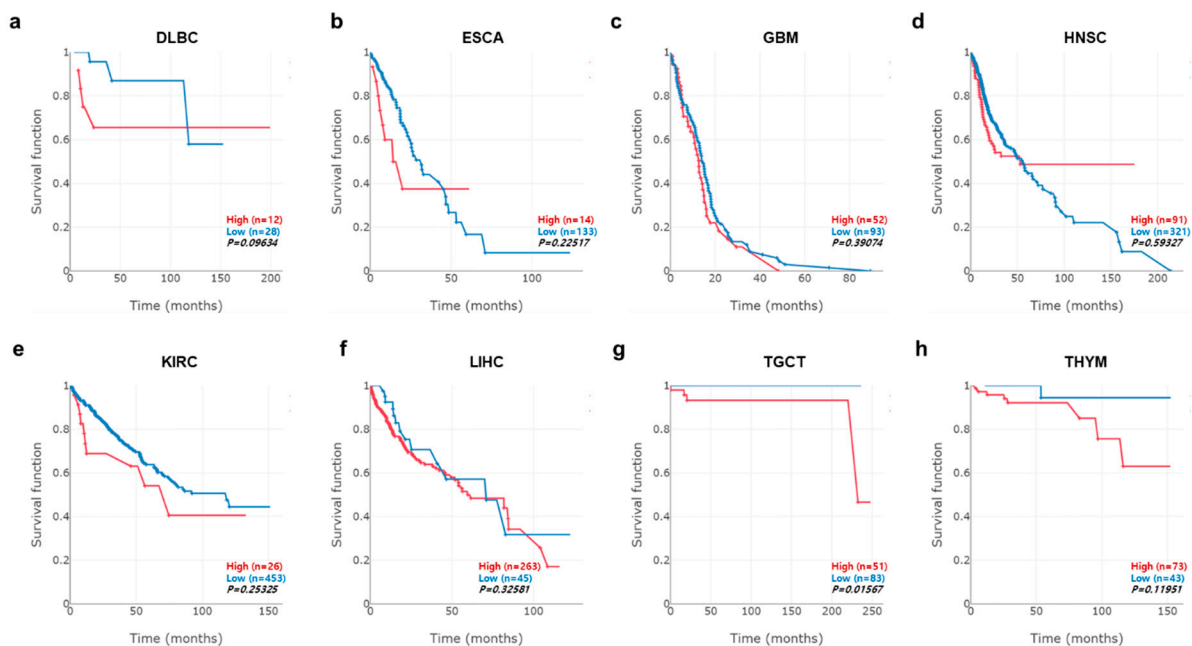 a
DLBC
Survival function
1
0.8
0.6
0.4
0.2
0
0
50
100
150
200
High (n=12)
Low (n=28)
P=0.09634
Time (months)
b
ESCA
Survival function
1
0.8
0.6
0.4
0.2
0
0
50
100
High (n=14)
Low (n=133)
P=0.22517
Time (months)
c
GBM
Survival function
1
0.8
0.6
0.4
0.2
0
0
20
40
60
80
High (n=52)
Low (n=93)
P=0.39074
Time (months)
d
HNSC
Survival function
1
0.8
0.6
0.4
0.2
0
0
50
100
150
200
High (n=91)
Low (n=321)
P=0.59327
Time (months)
e
KIRC
Survival function
1
0.8
0.6
0.4
0.2
0
0
50
100
150
High (n=26)
Low (n=453)
P=0.25325
Time (months)
f
LIHC
Survival function
1
0.8
0.6
0.4
0.2
0
0
50
100
High (n=263)
Low (n=45)
P=0.32581
Time (months)
g
TGCT
Survival function
1
0.8
0.6
0.4
0.2
0
0
50
100
150
200
250
High (n=51)
Low (n=83)
P=0.01567
Time (months)
h
THYM
Survival function
1
0.8
0.6
0.4
0.2
0
0
50
100
150
High (n=73)
Low (n=43)
P=0.11951
Time (months)